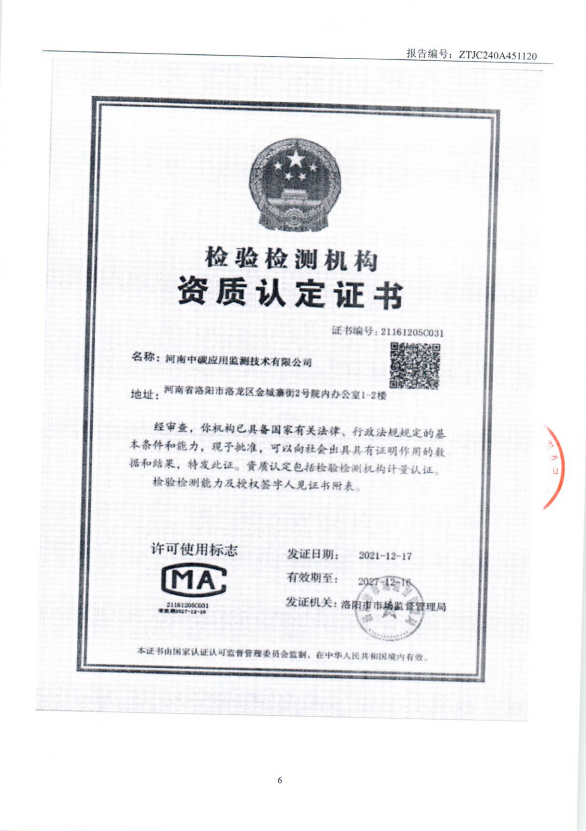 报告编号：ZTJC240A451120
检验检测机构
资质认定证书
证书编号：21161205C031
名称：河南中碳应用监测技术有限公司
地址：河南省洛阳市洛龙区金城寨街2号院内办公室1-2楼
经审查，你机构已具备国家有关法律、行政法规规定的基
本条件和能力，现予批准，可以向社会出具具有证明作用的数
据和结果，特发此证。资质认定包括检验检测机构计量认证。
检验检测能力及授权签字人见证书附表。
许可使用标志
MA
21161205C031
有效期2027-12-16
发证日期：2021-12-17
有效期至：2027-12-16
发证机关：洛阳市市场监督管理局
本证书由国家认证认可监督管理委员会监制，在中华人民共和国境内有效。
6